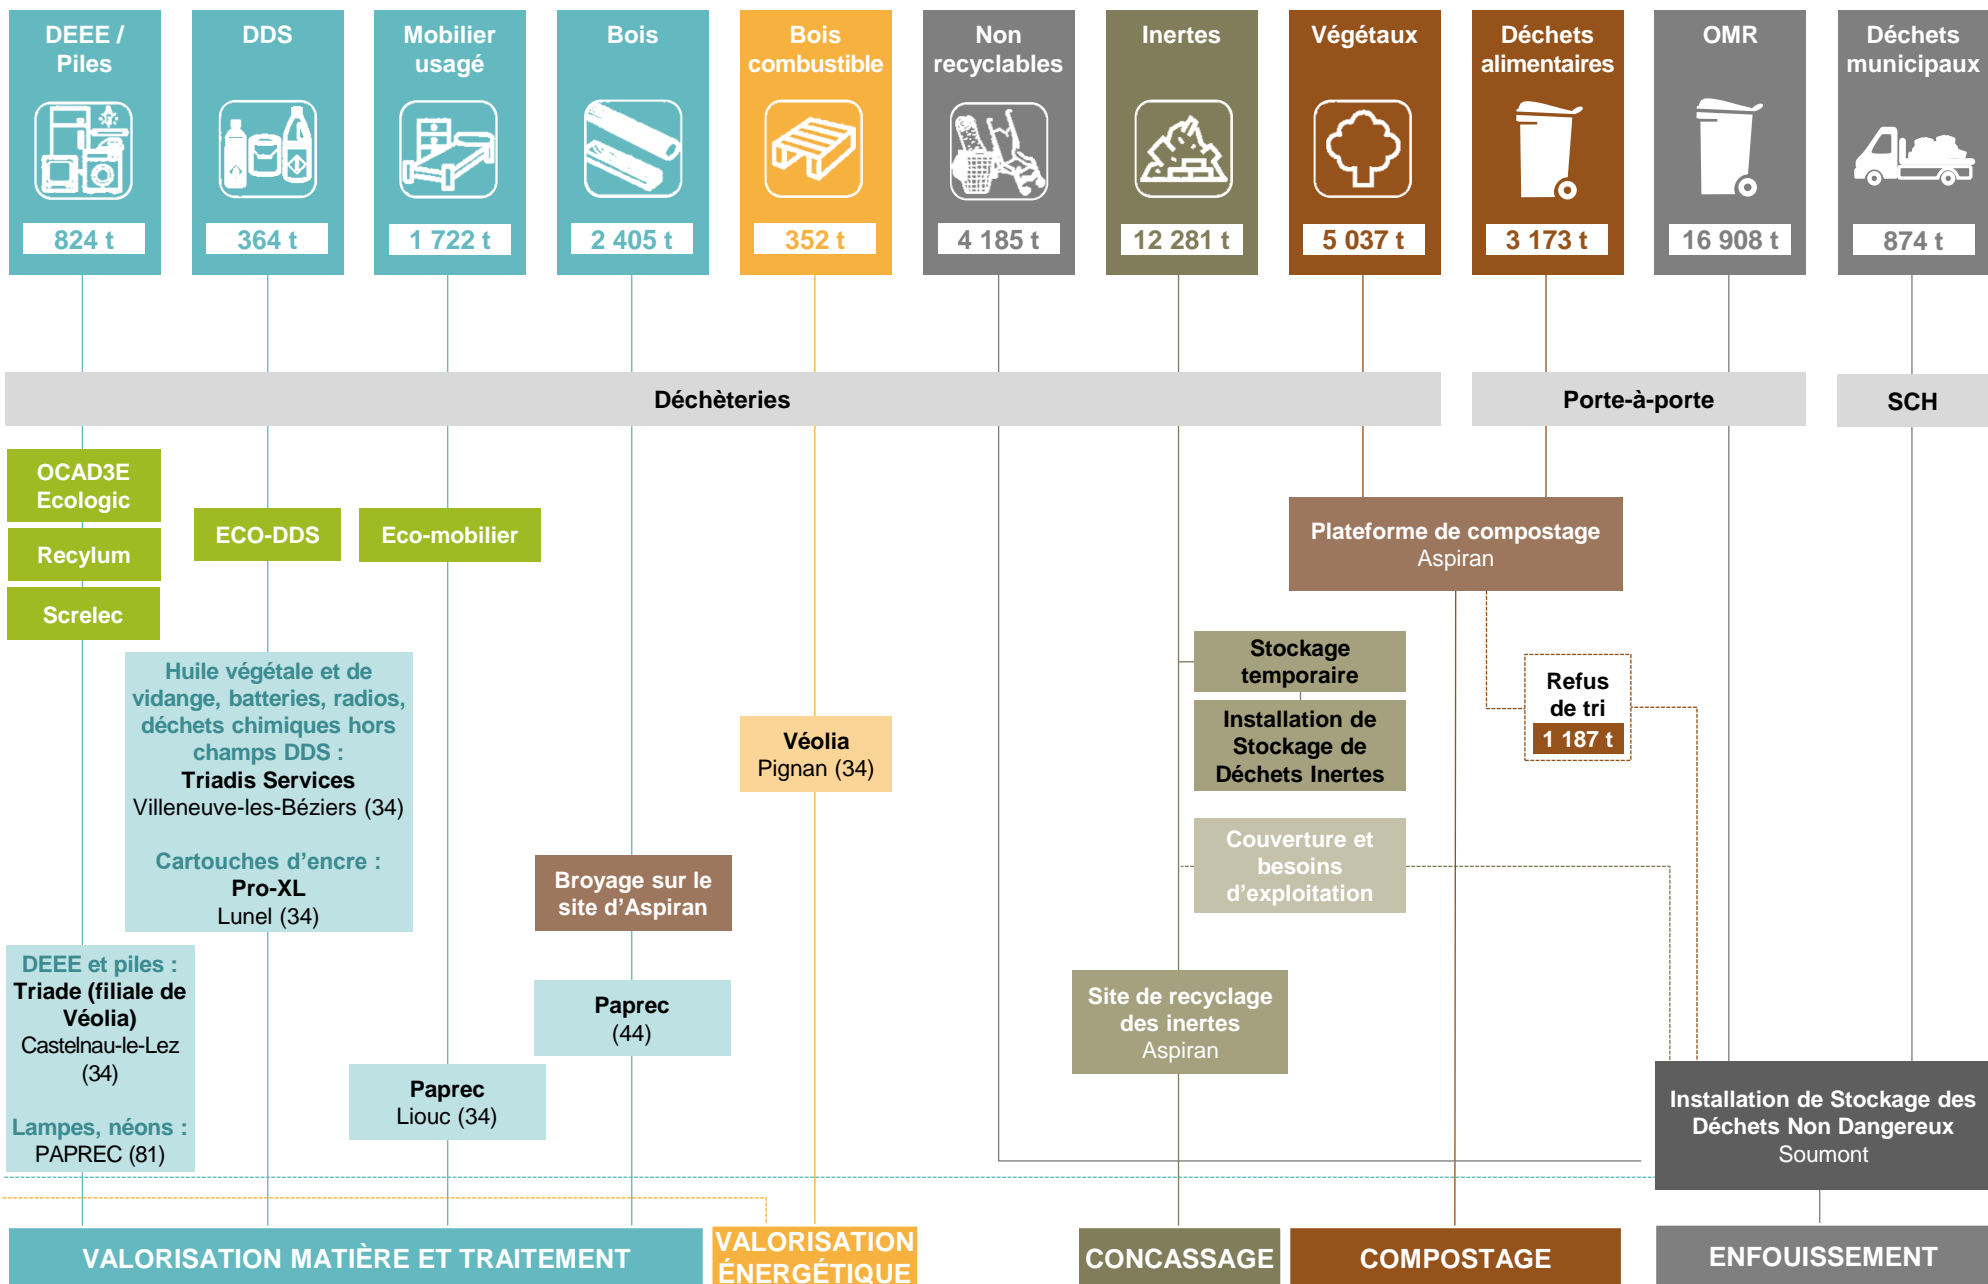 DEEE /
Piles
824 t
DDS
364 t
Mobilier
usagé
1 722 t
Bois
2 405 t
Bois
combustible
352 t
Non
recyclables
4 185 t
Inertes
12 281 t
Végétaux
5 037 t
Déchets
alimentaires
3 173 t
OMR
16 908 t
Déchets
municipaux
874 t
Déchèteries
Porte-à-porte
SCH
OCAD3E
Ecologic
Recylum
Screlec
ECO-DDS
Eco-mobilier
Plateforme de compostage
Aspiran
Huile végétale et de
vidange, batteries, radios,
déchets chimiques hors
champs DDS :
Triadis Services
Villeneuve-les-Béziers (34)
Cartouches d'encre :
Pro-XL
Lunel (34)
Véolia
Pignan (34)
Stockage
temporaire
Installation de
Stockage de
Déchets Inertes
Refus
de tri
1 187 t
Couverture et
besoins
d'exploitation
Broyage sur le
site d'Aspiran
DEEE et piles :
Triade (filiale de
Véolia)
Castelnau-le-Lez
(34)
Lampes, néons :
PAPREC (81)
Paprec
(44)
Paprec
Liouc (34)
Site de recyclage
des inertes
Aspiran
Installation de Stockage des
Déchets Non Dangereux
Soumont
VALORISATION MATIÈRE ET TRAITEMENT
VALORISATION
ÉNERGÉTIQUE
CONCASSAGE
COMPOSTAGE
ENFOUISSEMENT